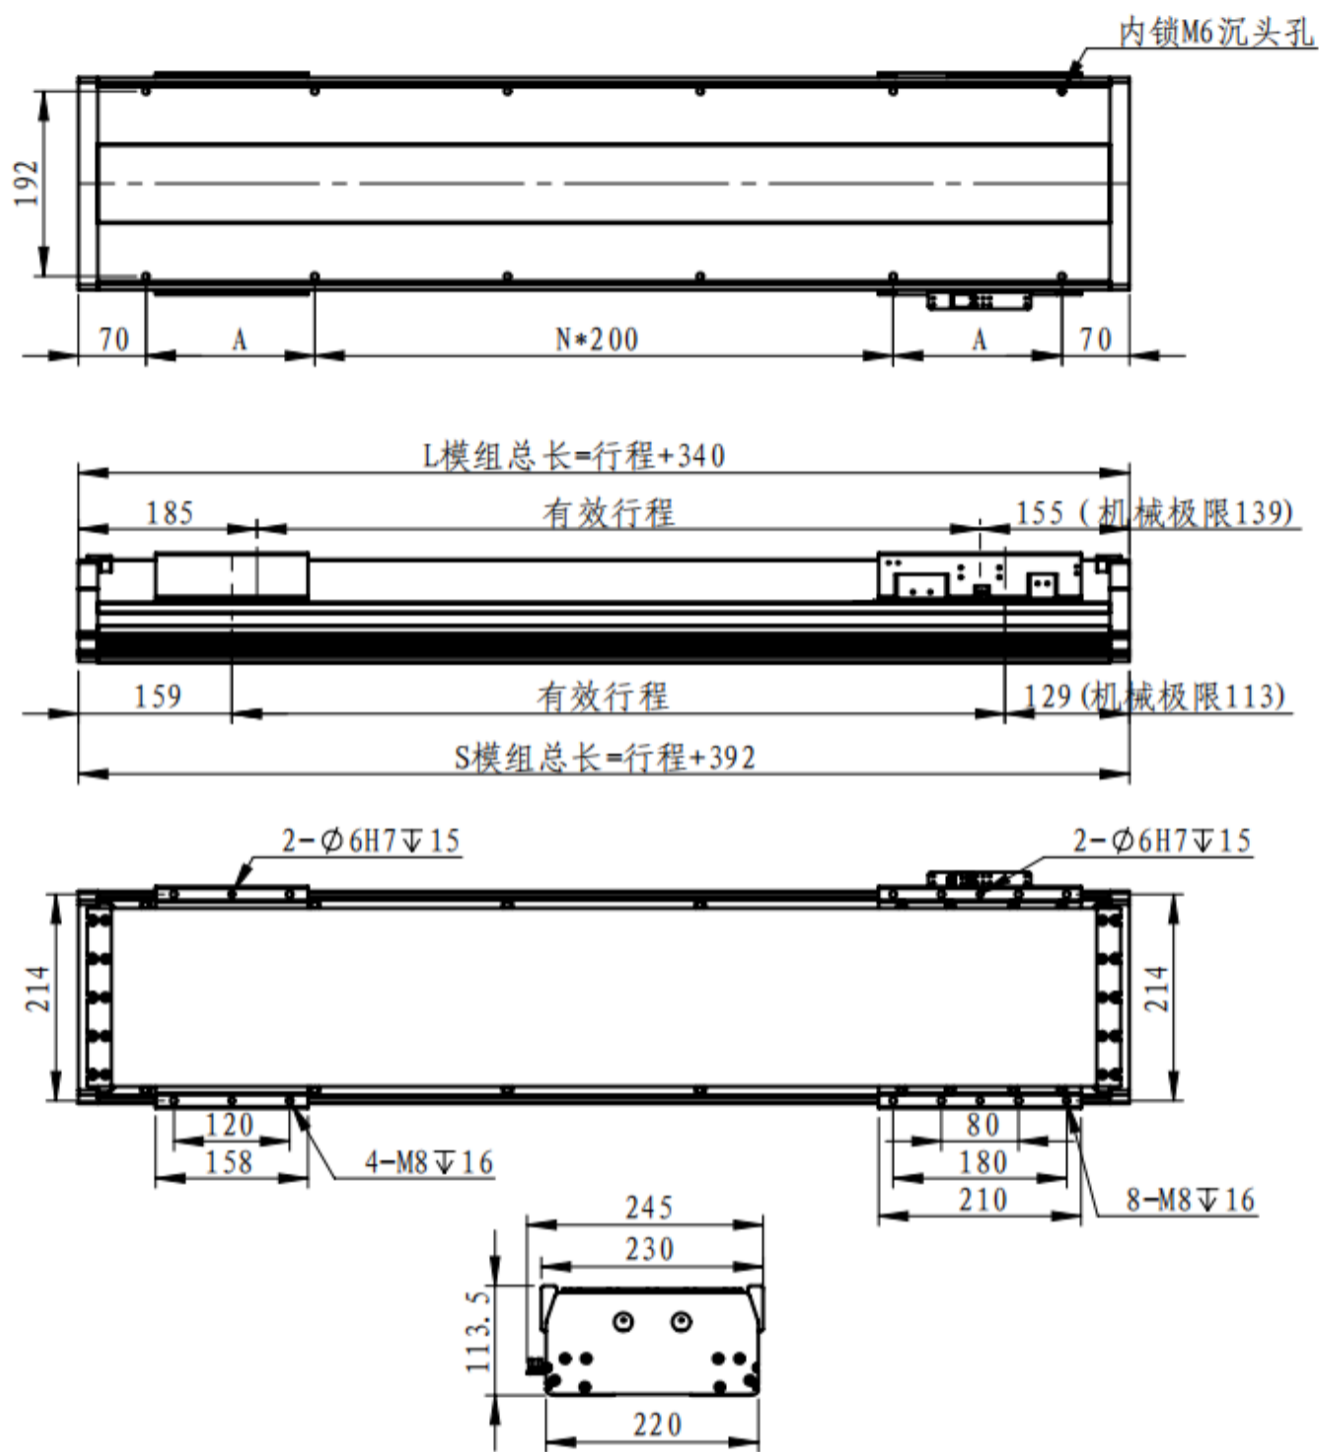 内锁M6沉头孔
192
70 A N*200 A 70
L模组总长=行程+340
185 有效行程 155 (机械极限139)
159 有效行程 129(机械极限113)
S模组总长=行程+392
2-Ø6H7↧15 2-Ø6H7↧15
214 214
120 80
158 4-M8↧16 180
210 8-M8↧16
245
230
113.5
220